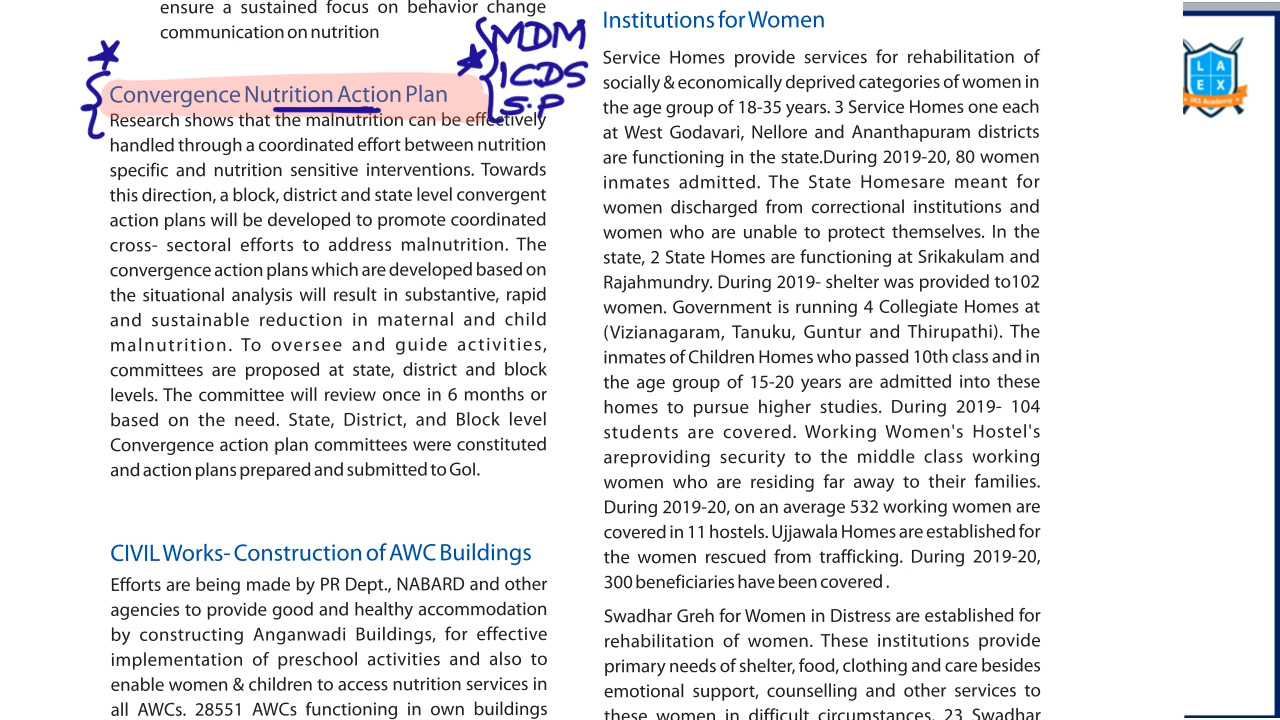 ensure a sustained focus on behavior change
communication on nutrition
MDM
ICDS
S.P
Convergence Nutrition Action Plan
Research shows that the malnutrition can be effectively
handled through a coordinated effort between nutrition
specific and nutrition sensitive interventions. Towards
this direction, a block, district and state level convergent
action plans will be developed to promote coordinated
cross- sectoral efforts to address malnutrition. The
convergence action plans which are developed based on
the situational analysis will result in substantive, rapid
and sustainable reduction in maternal and child
malnutrition. To oversee and guide activities,
committees are proposed at state, district and block
levels. The committee will review once in 6 months or
based on the need. State, District, and Block level
Convergence action plan committees were constituted
and action plans prepared and submitted to GoI.
CIVIL Works- Construction of AWC Buildings
Efforts are being made by PR Dept., NABARD and other
agencies to provide good and healthy accommodation
by constructing Anganwadi Buildings, for effective
implementation of preschool activities and also to
enable women & children to access nutrition services in
all AWCs. 28551 AWCs functioning in own buildings
Institutions for Women
Service Homes provide services for rehabilitation of
socially & economically deprived categories of women in
the age group of 18-35 years. 3 Service Homes one each
at West Godavari, Nellore and Ananthapuram districts
are functioning in the state.During 2019-20, 80 women
inmates admitted. The State Homesare meant for
women discharged from correctional institutions and
women who are unable to protect themselves. In the
state, 2 State Homes are functioning at Srikakulam and
Rajahmundry. During 2019- shelter was provided to102
women. Government is running 4 Collegiate Homes at
(Vizianagaram, Tanuku, Guntur and Thirupathi). The
inmates of Children Homes who passed 10th class and in
the age group of 15-20 years are admitted into these
homes to pursue higher studies. During 2019- 104
students are covered. Working Women's Hostel's
areproviding security to the middle class working
women who are residing far away to their families.
During 2019-20, on an average 532 working women are
covered in 11 hostels. Ujjawala Homes are established for
the women rescued from trafficking. During 2019-20,
300 beneficiaries have been covered .
Swadhar Greh for Women in Distress are established for
rehabilitation of women. These institutions provide
primary needs of shelter, food, clothing and care besides
emotional support, counselling and other services to
these women in difficult circumstances. 23 Swadhar
L A
E X
IAS Academy